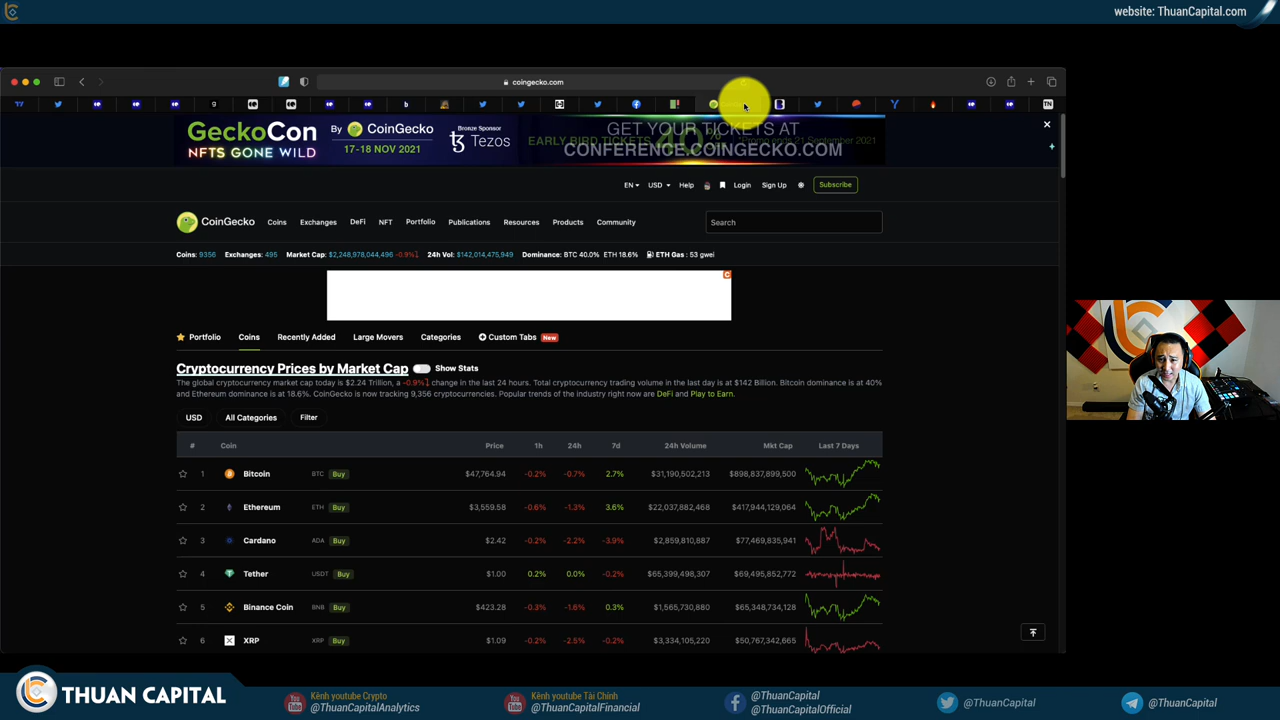 website: ThuanCapital.com
coingecko.com
GeckoCon By CoinGecko
NFTS GONE WILD 17-18 NOV 2021
Bronze Sponsor
Tezos
GET YOUR TICKETS AT
CONFERENCE.COINGECKO.COM
EARLY BIRD TICKETS 40%
EN USD Help Login Sign Up Subscribe
CoinGecko Coins Exchanges DeFi NFT Portfolio Publications Resources Products Community Search
Coins: 9356 Exchanges: 495 Market Cap: $2,248,978,044,496 -0.9% 24h Vol: $142,014,475,949 Dominance: BTC 40.0% ETH 18.6% ETH Gas: 53 gwei
Portfolio Coins Recently Added Large Movers Categories Custom Tabs New
Cryptocurrency Prices by Market Cap Show Stats
The global cryptocurrency market cap today is $2.24 Trillion, a -0.9% change in the last 24 hours. Total cryptocurrency trading volume in the last day is at $142 Billion. Bitcoin dominance is at 40%
and Ethereum dominance is at 18.6%. CoinGecko is now tracking 9,356 cryptocurrencies. Popular trends of the industry right now are DeFi and Play to Earn.
USD All Categories Filter
# Coin Price 1h 24h 7d 24h Volume Mkt Cap Last 7 Days
1 Bitcoin BTC Buy $47,764.94 -0.2% -0.7% 2.7% $31,190,502,213 $898,837,899,500
2 Ethereum ETH Buy $3,559.58 -0.6% -1.3% 3.6% $22,037,882,468 $417,944,129,064
3 Cardano ADA Buy $2.42 -0.2% -2.2% -3.9% $2,859,810,887 $77,469,835,941
4 Tether USDT Buy $1.00 0.2% 0.0% -0.2% $65,399,498,307 $69,495,852,772
5 Binance Coin BNB Buy $423.28 -0.3% -1.6% 0.3% $1,565,730,880 $65,348,734,128
6 XRP XRP Buy $1.09 -0.2% -2.5% -0.2% $3,334,105,220 $50,767,342,665
THUAN CAPITAL
Kênh youtube Crypto
@ThuanCapitalAnalytics
Kênh youtube Tài Chính
@ThuanCapitalFinancial
@ThuanCapital
@ThuanCapitalOfficial
@ThuanCapital
@ThuanCapital